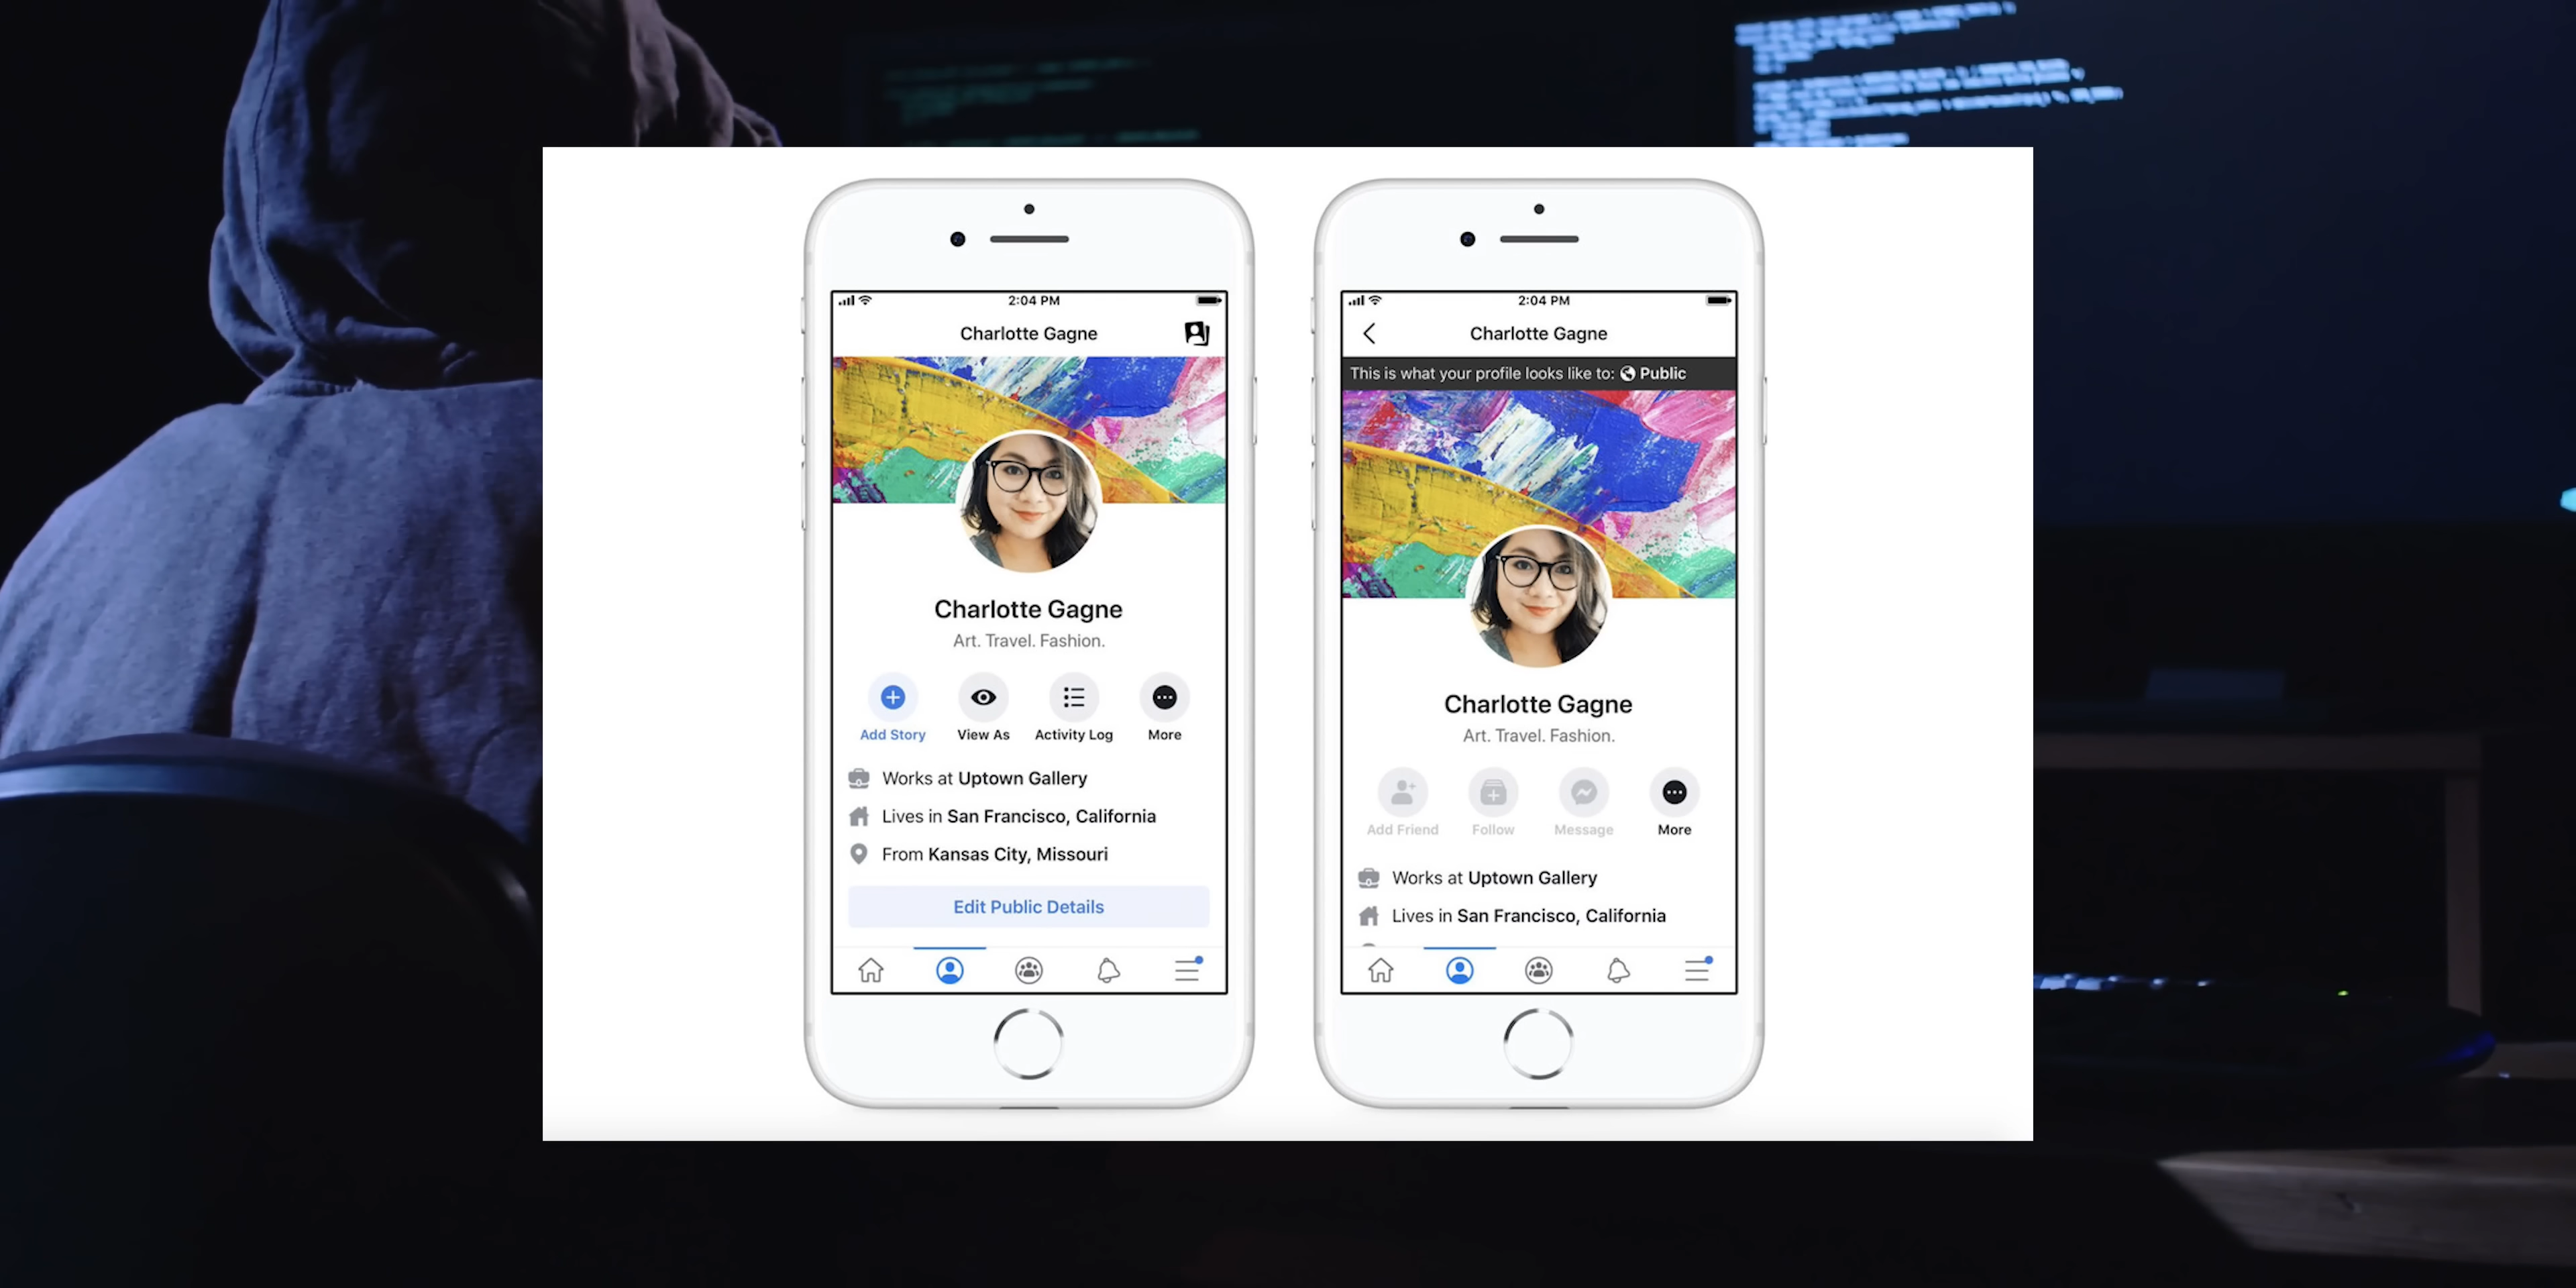 2:04 PM
Charlotte Gagne
Charlotte Gagne
Art. Travel. Fashion.
Add Story
View As
Activity Log
More
Works at Uptown Gallery
Lives in San Francisco, California
From Kansas City, Missouri
Edit Public Details
2:04 PM
Charlotte Gagne
This is what your profile looks like to: Public
Charlotte Gagne
Art. Travel. Fashion.
Add Friend
Follow
Message
More
Works at Uptown Gallery
Lives in San Francisco, California